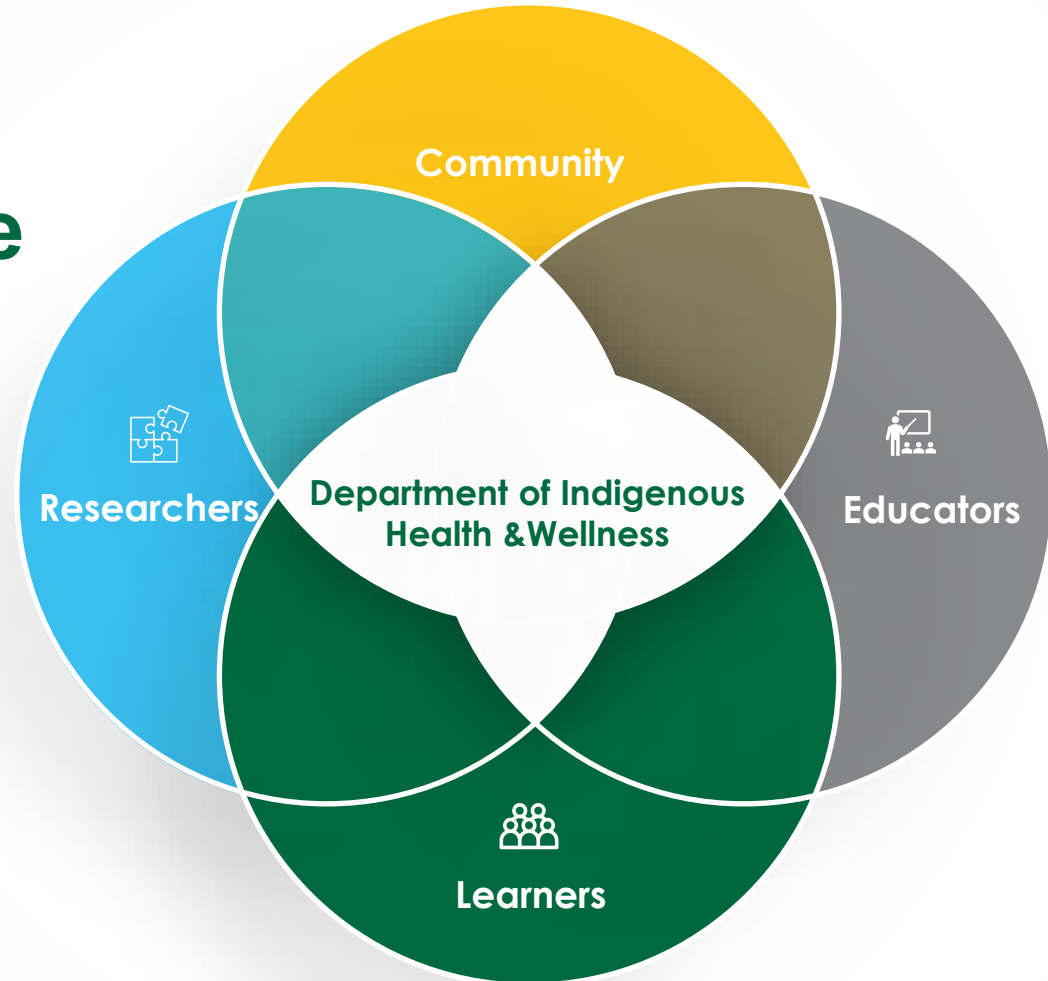 Community
e
Researchers
Department of Indigenous
Health &Wellness
Educators
Learners